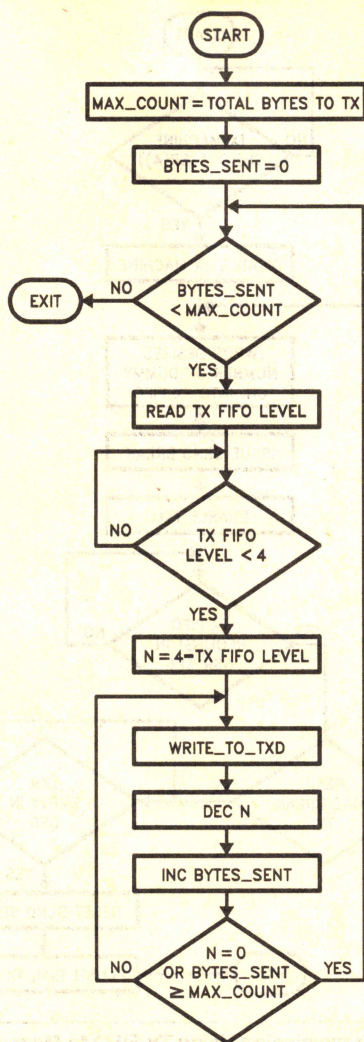 START
MAX_COUNT = TOTAL BYTES TO TX
BYTES_SENT = 0
BYTES_SENT
< MAX_COUNT
NO
EXIT
YES
READ TX FIFO LEVEL
TX FIFO
LEVEL < 4
NO
YES
N = 4-TX FIFO LEVEL
WRITE_TO_TXD
DEC N
INC BYTES_SENT
N = 0
OR BYTES_SENT
≥ MAX_COUNT
NO
YES